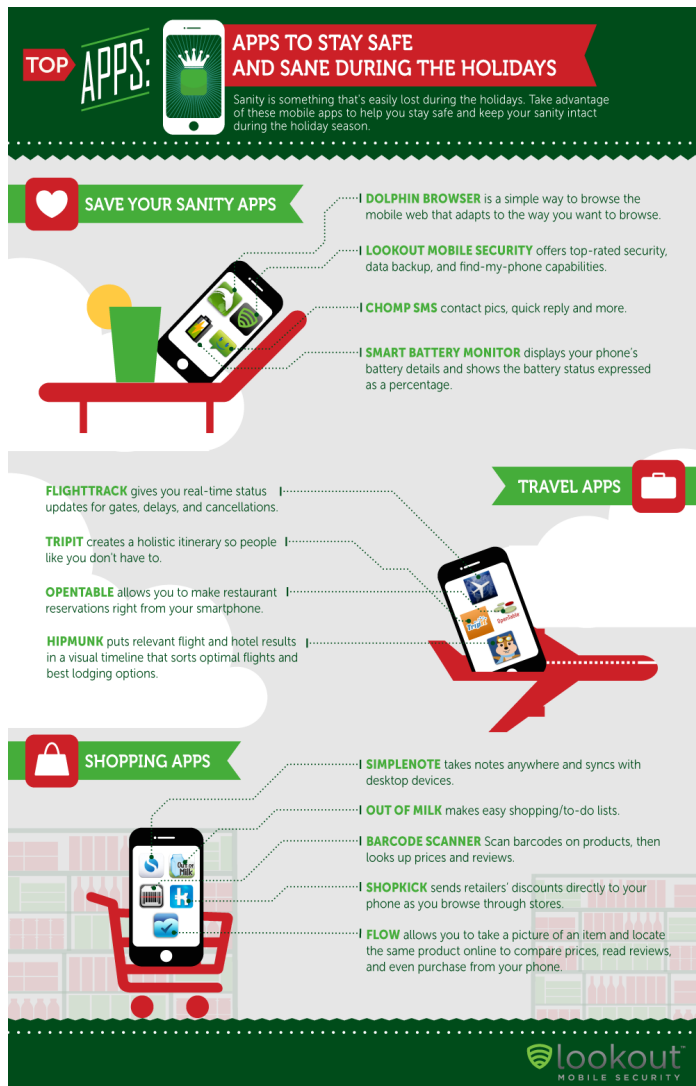 TOP
APPS:
APPS TO STAY SAFE
AND SANE DURING THE HOLIDAYS
Sanity is something that's easily lost during the holidays. Take advantage
of these mobile apps to help you stay safe and keep your sanity intact
during the holiday season.
SAVE YOUR SANITY APPS
DOLPHIN BROWSER is a simple way to browse the
mobile web that adapts to the way you want to browse.
LOOKOUT MOBILE SECURITY offers top-rated security,
data backup, and find-my-phone capabilities.
CHOMP SMS contact pics, quick reply and more.
SMART BATTERY MONITOR displays your phone's
battery details and shows the battery status expressed
as a percentage.
TRAVEL APPS
FLIGHTTRACK gives you real-time status
updates for gates, delays, and cancellations.
TRIPIT creates a holistic itinerary so people
like you don't have to.
OPENTABLE allows you to make restaurant
reservations right from your smartphone.
HIPMUNK puts relevant flight and hotel results
in a visual timeline that sorts optimal flights and
best lodging options.
TripIt
OpenTable
SHOPPING APPS
SIMPLENOTE takes notes anywhere and syncs with
desktop devices.
OUT OF MILK makes easy shopping/to-do lists.
BARCODE SCANNER Scan barcodes on products, then
looks up prices and reviews.
SHOPKICK sends retailers' discounts directly to your
phone as you browse through stores.
FLOW allows you to take a picture of an item and locate
the same product online to compare prices, read reviews,
and even purchase from your phone.
Out of
Milk
lookout™
MOBILE SECURITY